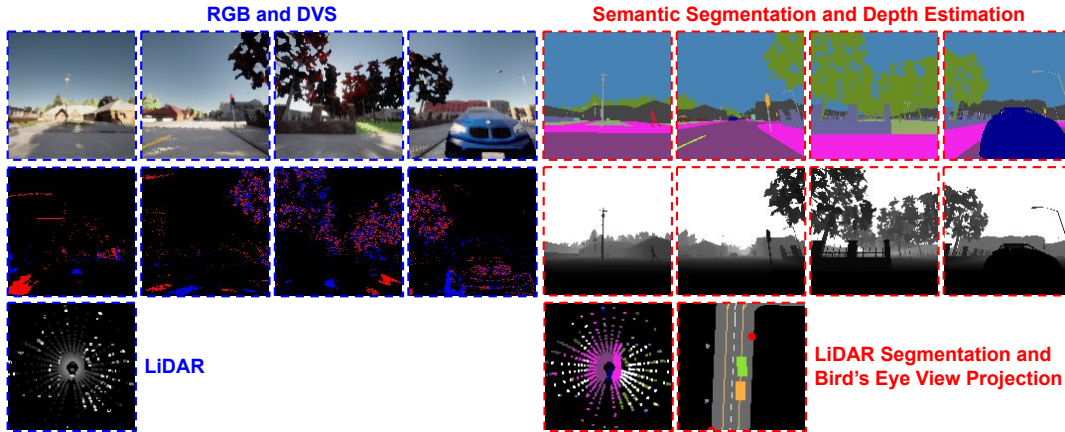 RGB and DVS
Semantic Segmentation and Depth Estimation
LiDAR
LiDAR Segmentation and
Bird's Eye View Projection